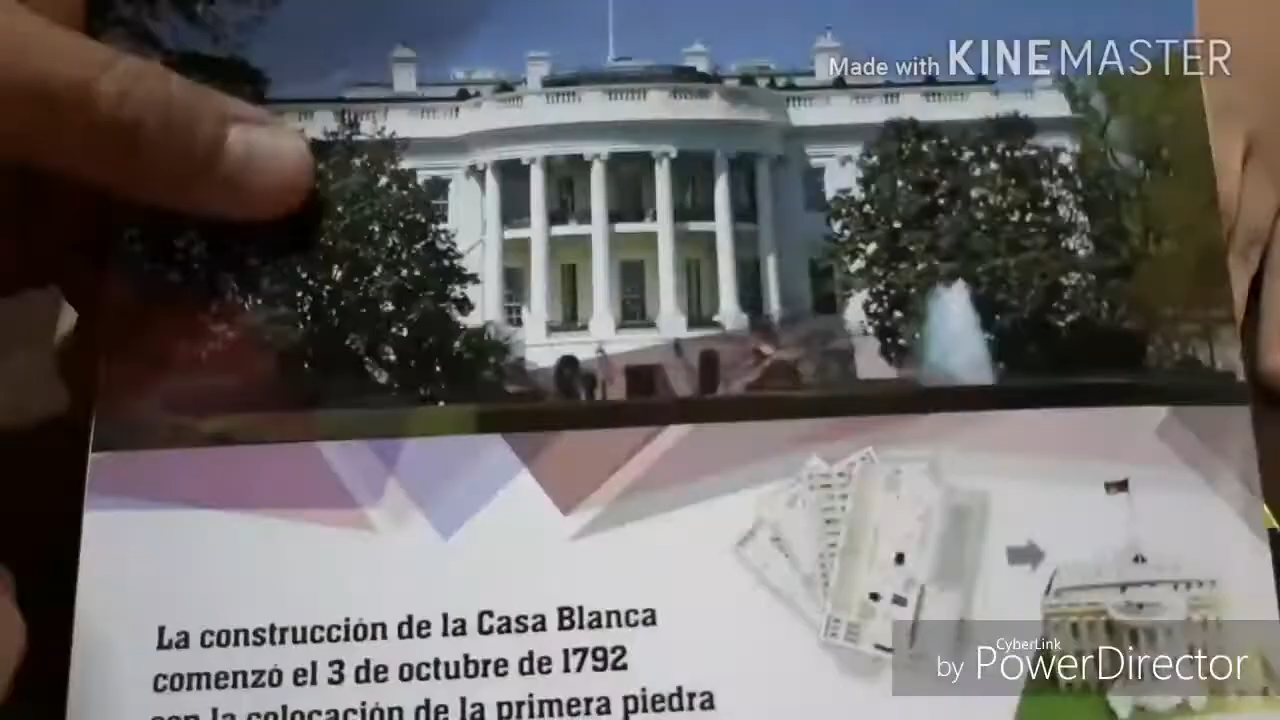 Made with KINEMASTER
La construcción de la Casa Blanca
comenzó el 3 de octubre de 1792
con la colocación de la primera piedra
CyberLink
by PowerDirector